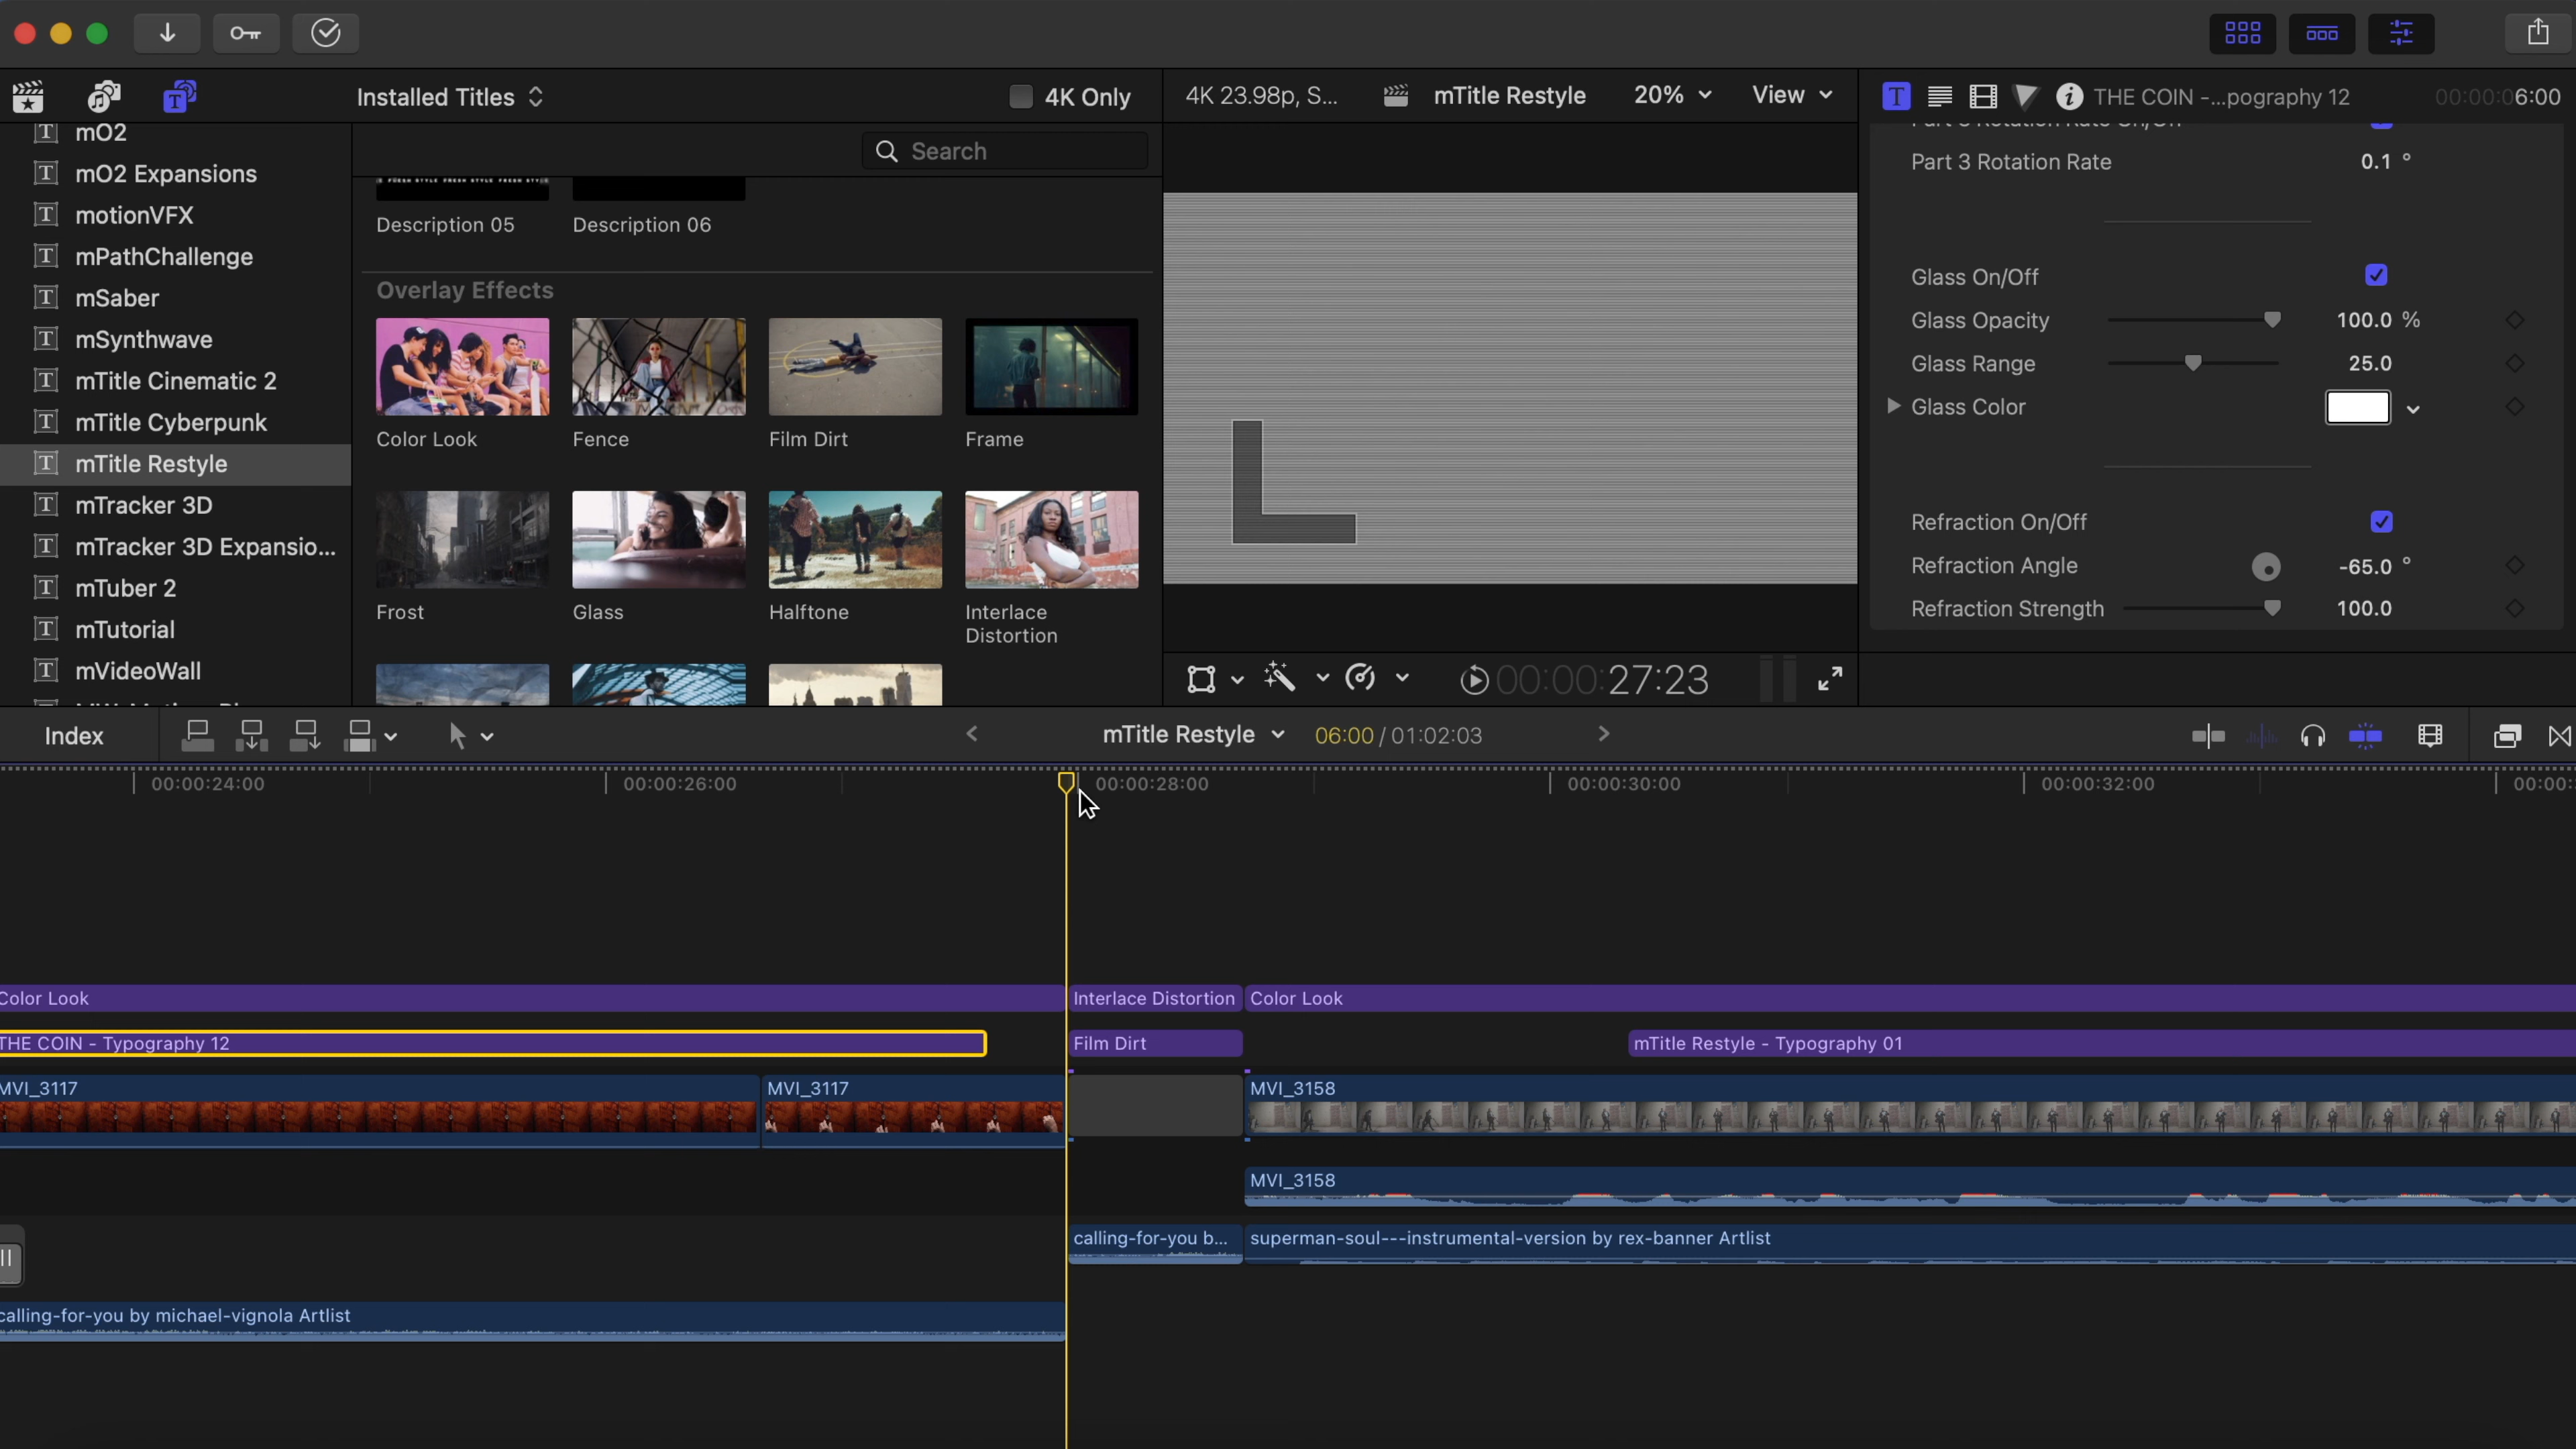 Installed Titles
4K Only
4K 23.98p, S...
mTitle Restyle
20%
View
THE COIN -...pography 12
00:00:06:00
mO2
mO2 Expansions
motionVFX
mPathChallenge
mSaber
mSynthwave
mTitle Cinematic 2
mTitle Cyberpunk
mTitle Restyle
mTracker 3D
mTracker 3D Expansio...
mTuber 2
mTutorial
mVideoWall
Search
Description 05
Description 06
Overlay Effects
Color Look
Fence
Film Dirt
Frame
Frost
Glass
Halftone
Interlace
Distortion
Part 3 Rotation Rate On/Off
Part 3 Rotation Rate
0.1 °
Glass On/Off
Glass Opacity
100.0 %
Glass Range
25.0
Glass Color
Refraction On/Off
Refraction Angle
-65.0 °
Refraction Strength
100.0
00:00:27:23
Index
mTitle Restyle
06:00 / 01:02:03
00:00:24:00
00:00:26:00
00:00:28:00
00:00:30:00
00:00:32:00
00:00:
Color Look
Interlace Distortion
Color Look
THE COIN - Typography 12
Film Dirt
mTitle Restyle - Typography 01
MVI_3117
MVI_3117
MVI_3158
MVI_3158
calling-for-you b...
superman-soul---instrumental-version by rex-banner Artlist
calling-for-you by michael-vignola Artlist